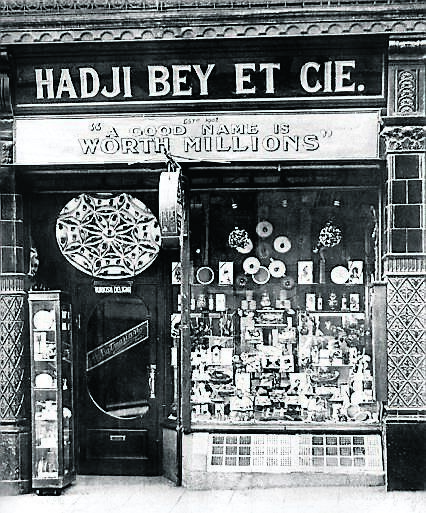 HADJI BEY ET CIE.
ESTD 1902
"A GOOD NAME IS
WORTH MILLIONS"
TURKISH DELIGHT